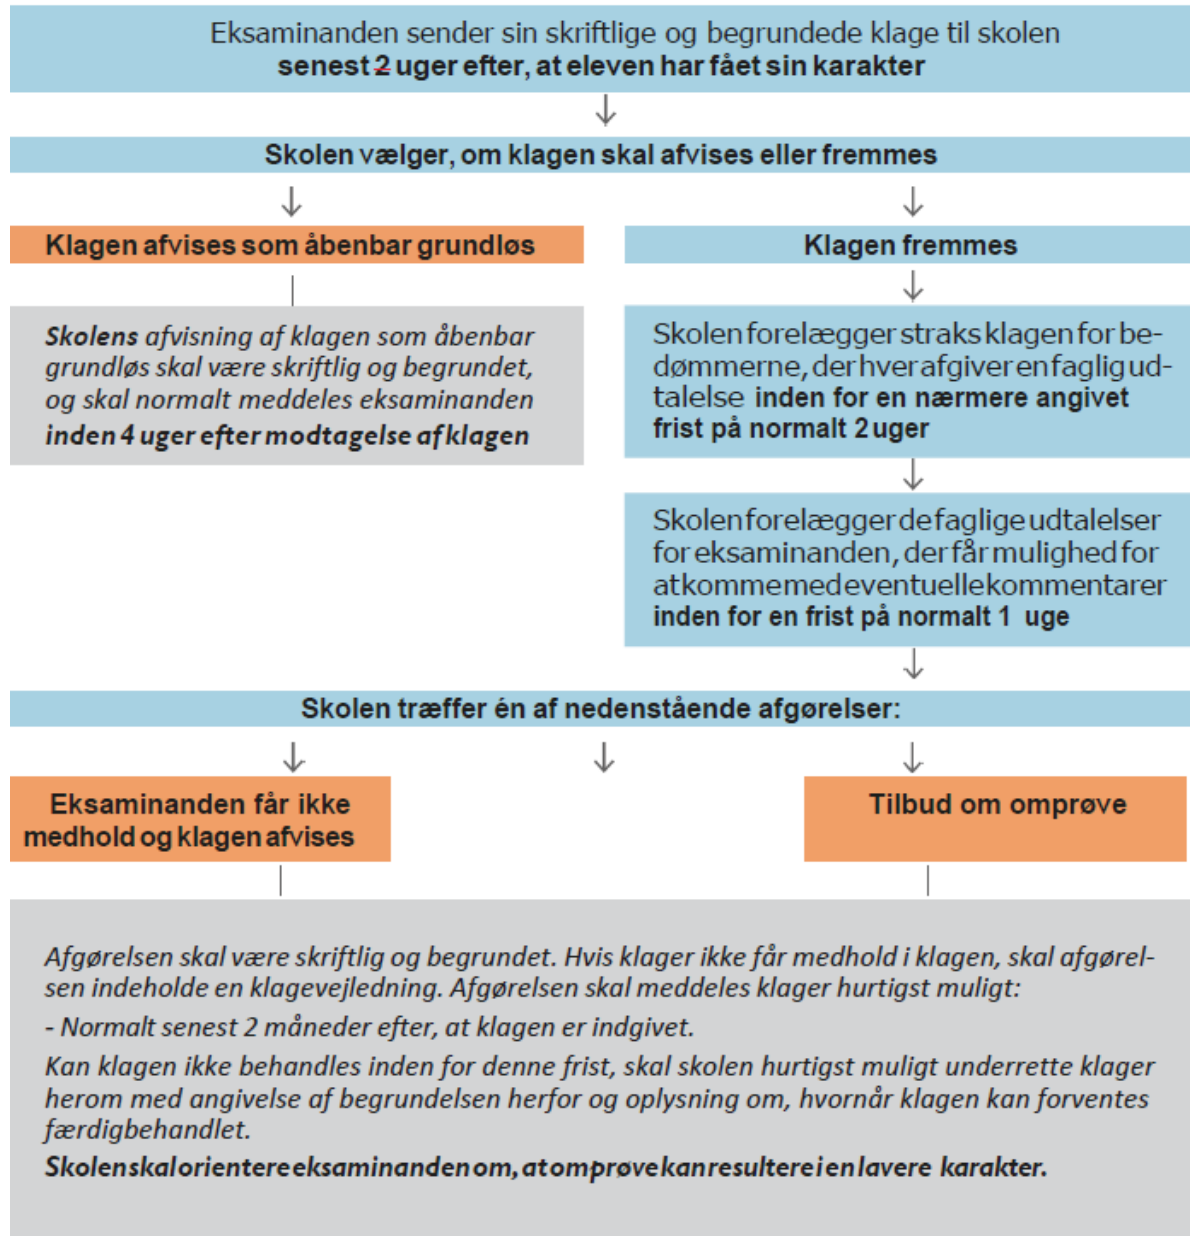 Eksaminanden sender sin skriftlige og begrundede klage til skolen
senest 2 uger efter, at eleven har fået sin karakter
Skolen vælger, om klagen skal afvises eller fremmes
Klagen afvises som åbenbar grundløs
Skolens afvisning af klagen som åbenbar
grundløs skal være skriftlig og begrundet,
og skal normalt meddeles eksaminanden
inden 4 uger efter modtagelse af klagen
Klagen fremmes
Skolen forelægger straks klagen for be-
dømmerne, der hver afgiver en faglig ud-
talelse inden for en nærmere angivet
frist på normalt 2 uger
Skolen forelægger de faglige udtalelser
for eksaminanden, der får mulighed for
at komme med eventuelle kommentarer
inden for en frist på normalt 1 uge
Skolen træffer én af nedenstående afgørelser:
Eksaminanden får ikke
medhold og klagen afvises
Tilbud om omprøve
Afgørelsen skal være skriftlig og begrundet. Hvis klager ikke får medhold i klagen, skal afgørel-
sen indeholde en klagevejledning. Afgørelsen skal meddeles klager hurtigst muligt:
- Normalt senest 2 måneder efter, at klagen er indgivet.
Kan klagen ikke behandles inden for denne frist, skal skolen hurtigst muligt underrette klager
herom med angivelse af begrundelsen herfor og oplysning om, hvornår klagen kan forventes
færdigbehandlet.
Skolen skal orientere eksaminanden om, at omprøve kan resultere i en lavere karakter.